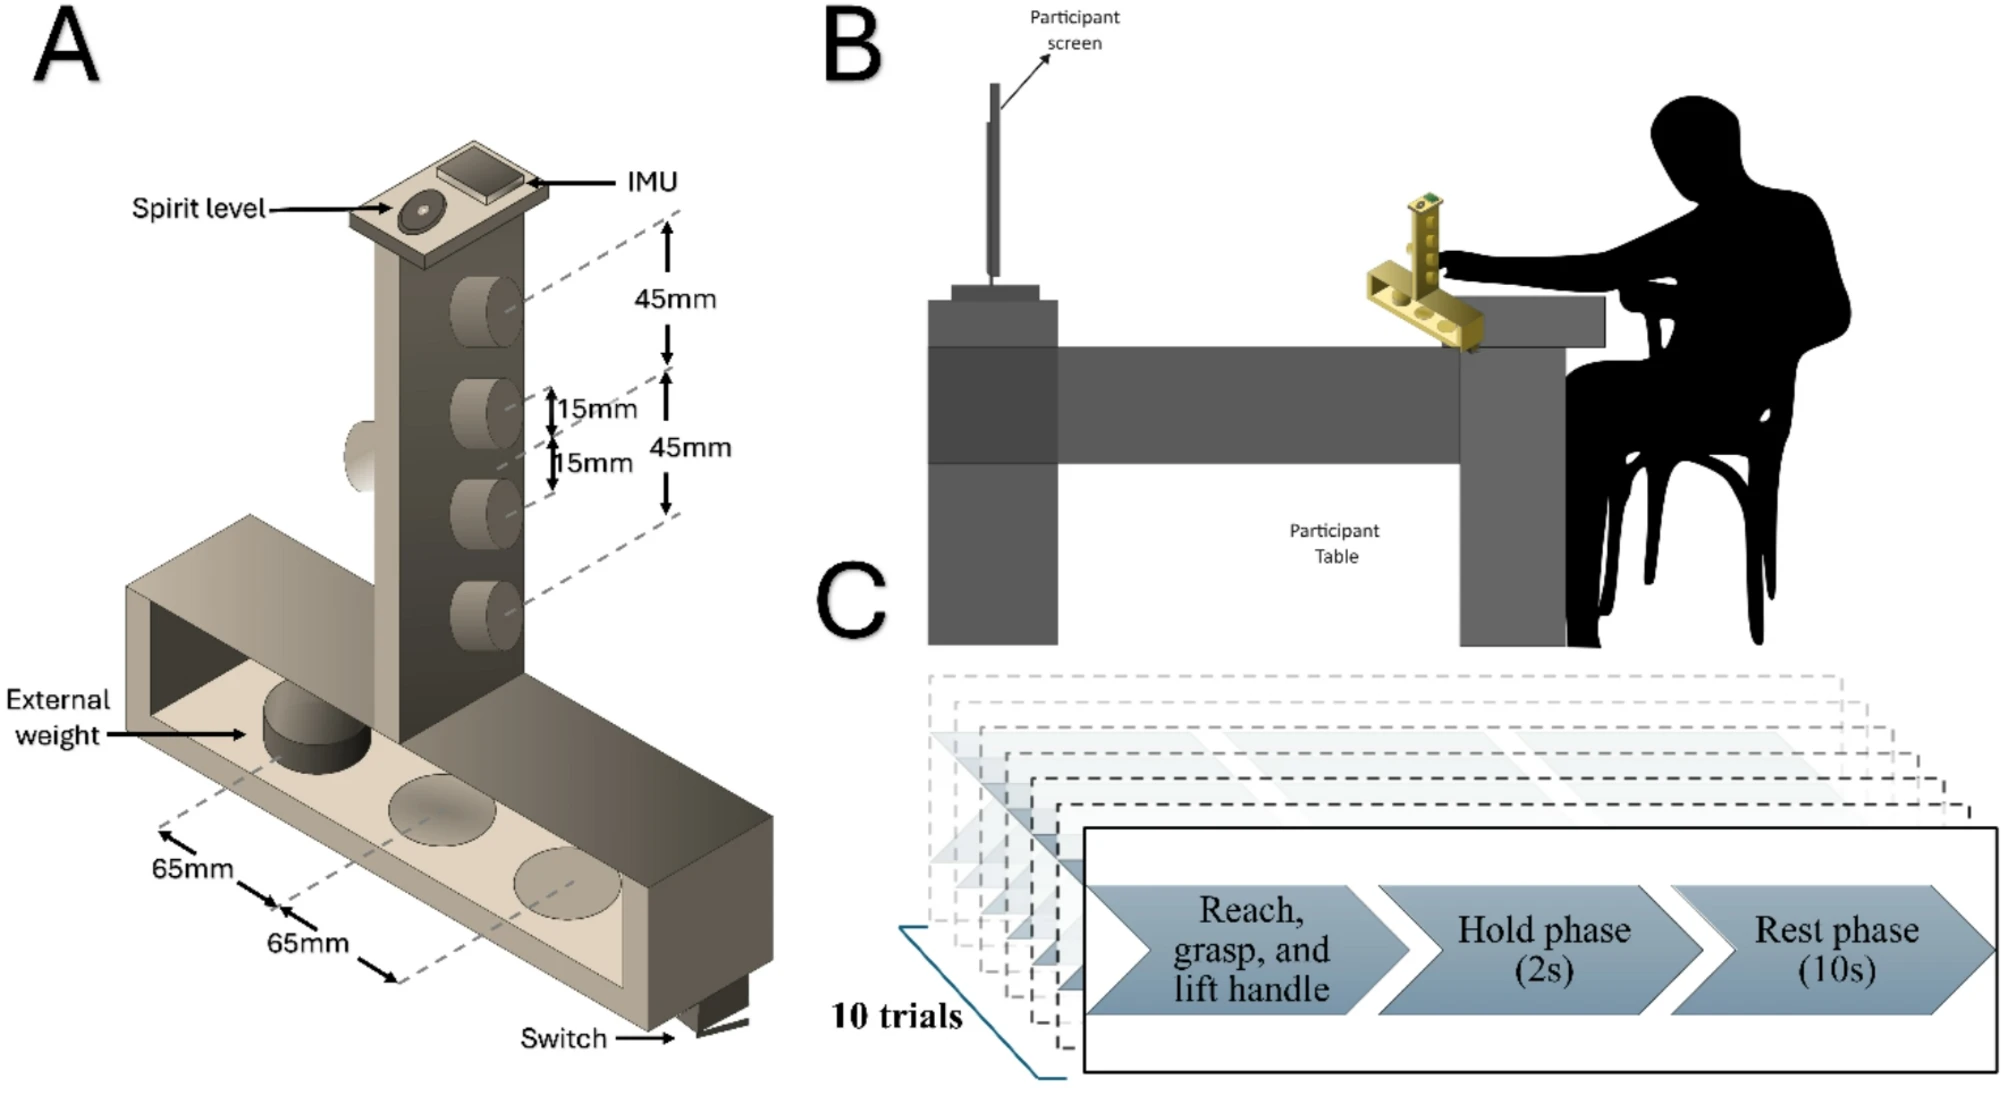 A
Spirit level
IMU
45mm
15mm
15mm
45mm
External
weight
65mm
65mm
Switch
B
Participant
screen
Participant
Table
C
10 trials
Reach,
grasp, and
lift handle
Hold phase
(2s)
Rest phase
(10s)